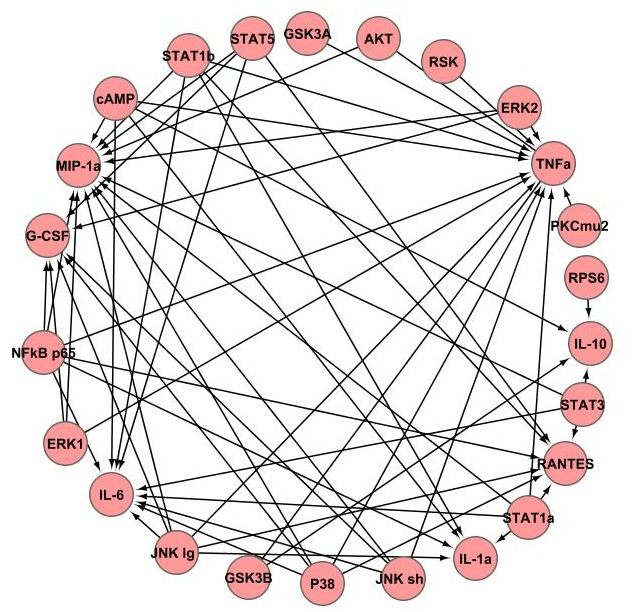 GSK3A
STAT5
AKT
STAT1b
RSK
cAMP
ERK2
MIP-1a
TNFa
PKCmu2
G-CSF
RPS6
IL-10
NFkB p65
STAT3
ERK1
RANTES
IL-6
STAT1a
JNK lg
IL-1a
GSK3B
P38
JNK sh